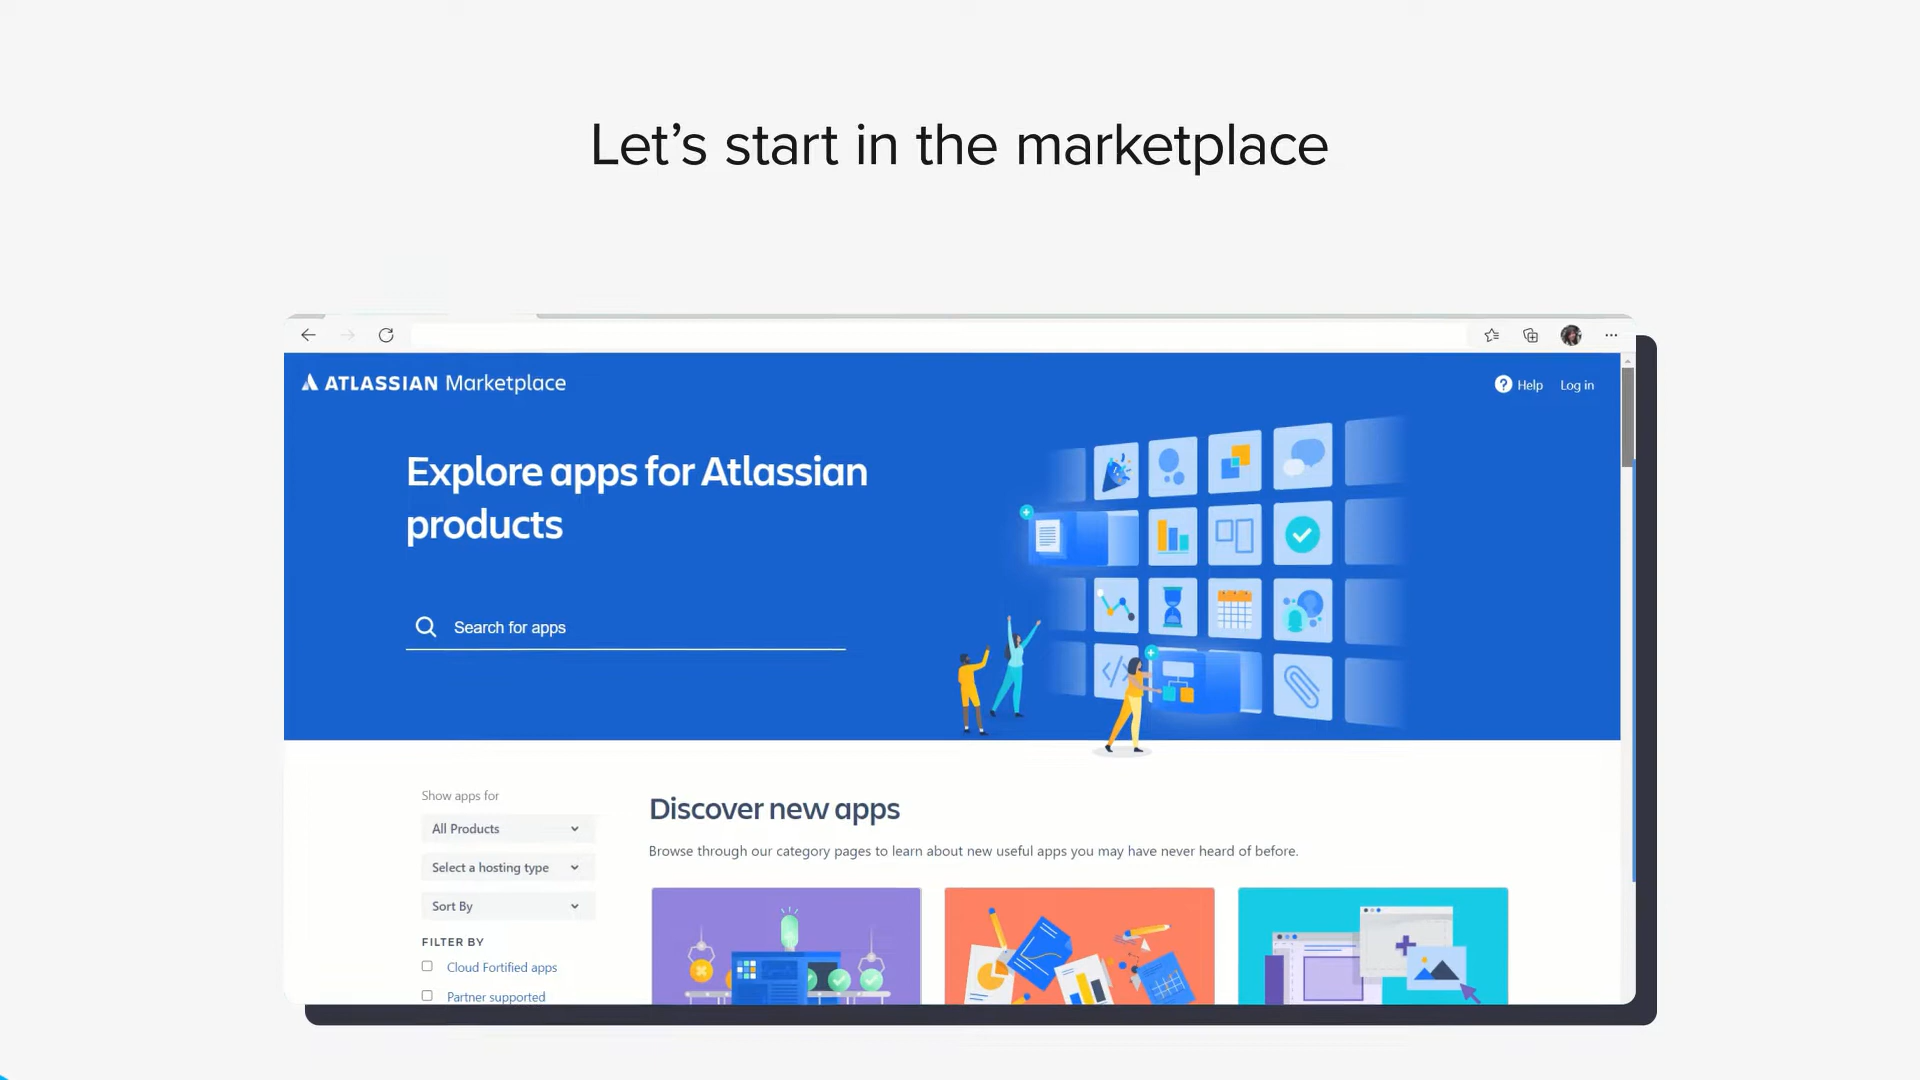 Let’s start in the marketplace
ATLASSIAN Marketplace
? Help Log in
Explore apps for Atlassian
products
Search for apps
</>
Show apps for
All Products
Select a hosting type
Sort By
FILTER BY
Cloud Fortified apps
Partner supported
Discover new apps
Browse through our category pages to learn about new useful apps you may have never heard of before.